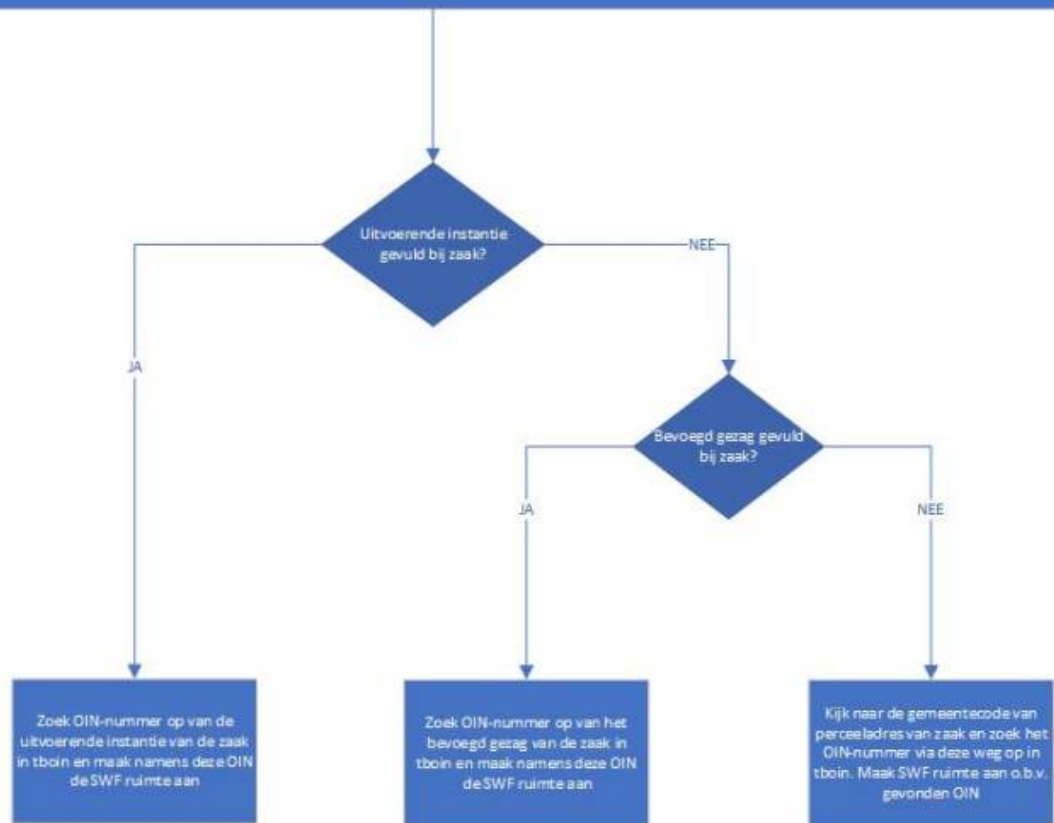 Uitvoerende instantie
gevuld bij zaak?
NEE
JA
Bevoegd gezag gevuld
bij zaak?
JA
NEE
Zoek OIN-nummer op van de
uitvoerende instantie van de zaak
in tboin en maak namens deze OIN
de SWF ruimte aan
Zoek OIN-nummer op van het
bevoegd gezag van de zaak in
tboin en maak namens deze OIN
de SWF ruimte aan
Kijk naar de gemeentecode van
perceeladres van zaak en zoek het
OIN-nummer via deze weg op in
tboin. Maak SWF ruimte aan o.b.v.
gevonden OIN